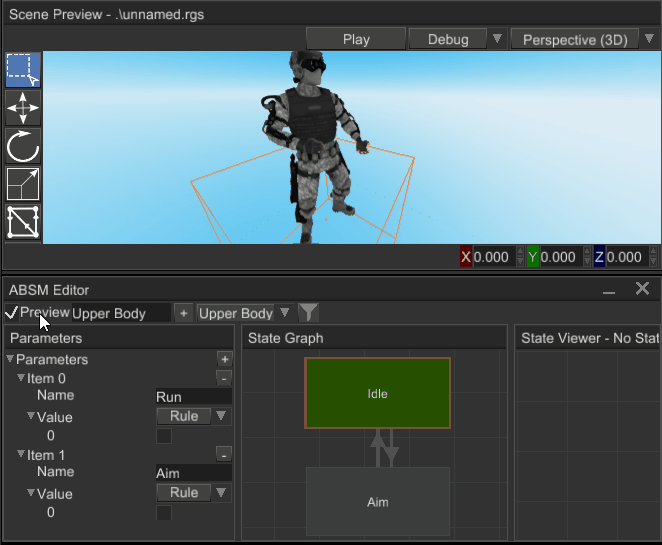 Scene Preview - .\unnamed.rgs
Play Debug Perspective (3D)
X 0.000 Y 0.000 Z 0.000
ABSM Editor
Preview Upper Body + Upper Body
Parameters
Parameters +
Item 0 -
Name Run
Value Rule
0
Item 1 -
Name Aim
Value Rule
0
State Graph
Idle
Aim
State Viewer - No Stat